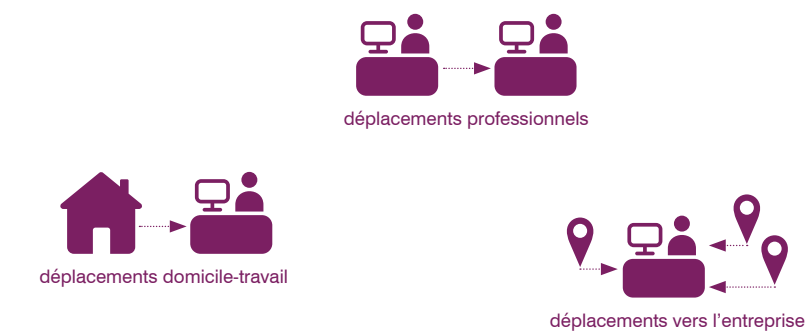 déplacements professionnels
déplacements domicile-travail
déplacements vers l’entreprise